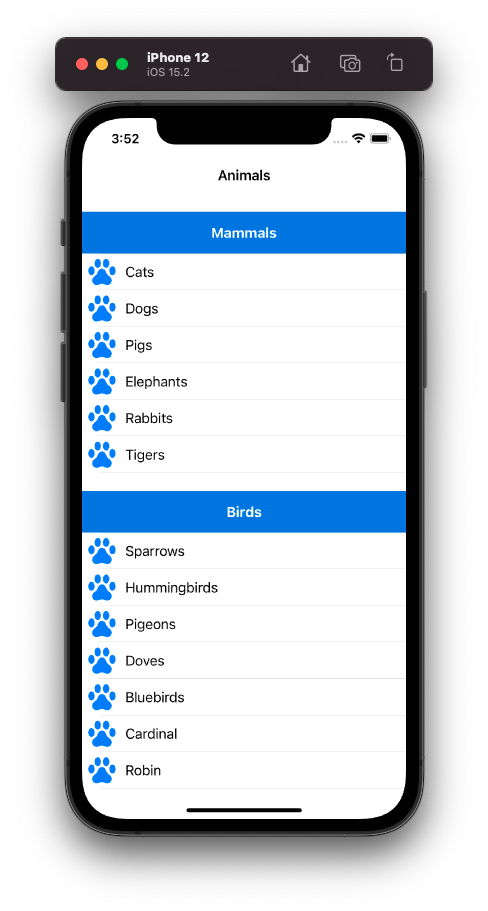 iPhone 12
iOS 15.2
3:52
Animals
Mammals
Cats
Dogs
Pigs
Elephants
Rabbits
Tigers
Birds
Sparrows
Hummingbirds
Pigeons
Doves
Bluebirds
Cardinal
Robin